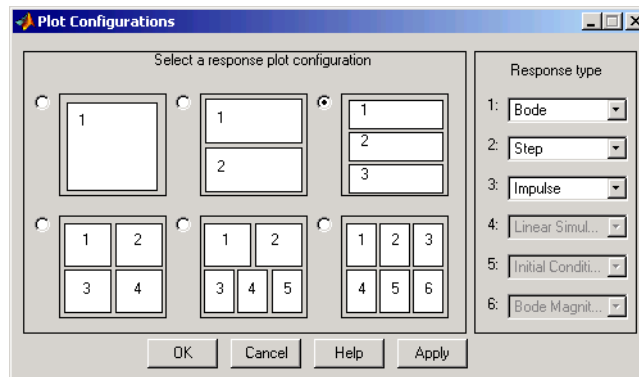 Plot Configurations
Select a response plot configuration
1
1
2
1
2
3
1 2
3 4
1 2
3 4 5
1 2 3
4 5 6
Response type
1: Bode
2: Step
3: Impulse
4: Linear Simul...
5: Initial Conditi...
6: Bode Magnit...
OK Cancel Help Apply